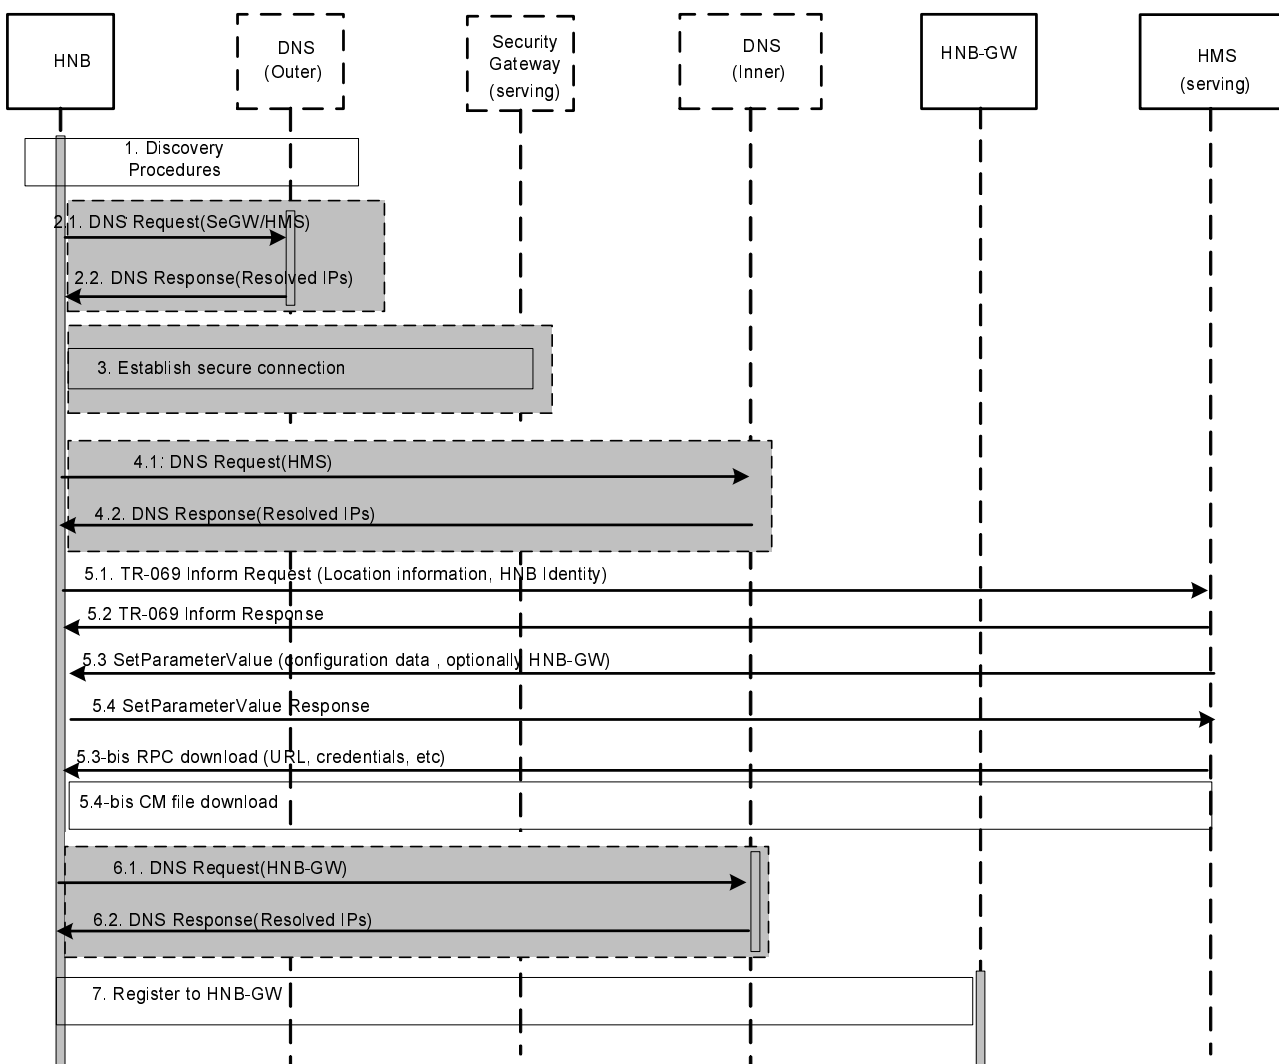 HNB
DNS
(Outer)
Security
Gateway
(serving)
DNS
(Inner)
HNB-GW
HMS
(serving)
1. Discovery
Procedures
2.1. DNS Request(SeGW/HMS)
2.2. DNS Response(Resolved IPs)
3. Establish secure connection
4.1: DNS Request(HMS)
4.2. DNS Response(Resolved IPs)
5.1. TR-069 Inform Request (Location information, HNB Identity)
5.2 TR-069 Inform Response
5.3 SetParameterValue (configuration data , optionally HNB-GW)
5.4 SetParameterValue Response
5.3-bis RPC download (URL, credentials, etc)
5.4-bis CM file download
6.1. DNS Request(HNB-GW)
6.2. DNS Response(Resolved IPs)
7. Register to HNB-GW